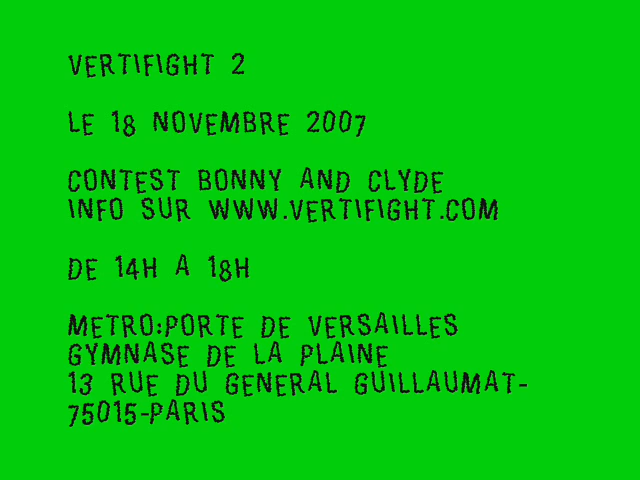 VERTIFIGHT 2
LE 18 NOVEMBRE 2007
CONTEST BONNY AND CLYDE
INFO SUR WWW.VERTIFIGHT.COM
DE 14H A 18H
METRO:PORTE DE VERSAILLES
GYMNASE DE LA PLAINE
13 RUE DU GENERAL GUILLAUMAT-
75015-PARIS